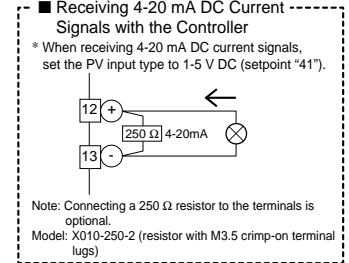 ■ Receiving 4-20 mA DC Current
Signals with the Controller
* When receiving 4-20 mA DC current signals,
set the PV input type to 1-5 V DC (setpoint “41”).
12 +
250 Ω 4-20mA
13 -
Note: Connecting a 250 Ω resistor to the terminals is
optional.
Model: X010-250-2 (resistor with M3.5 crimp-on terminal
lugs)